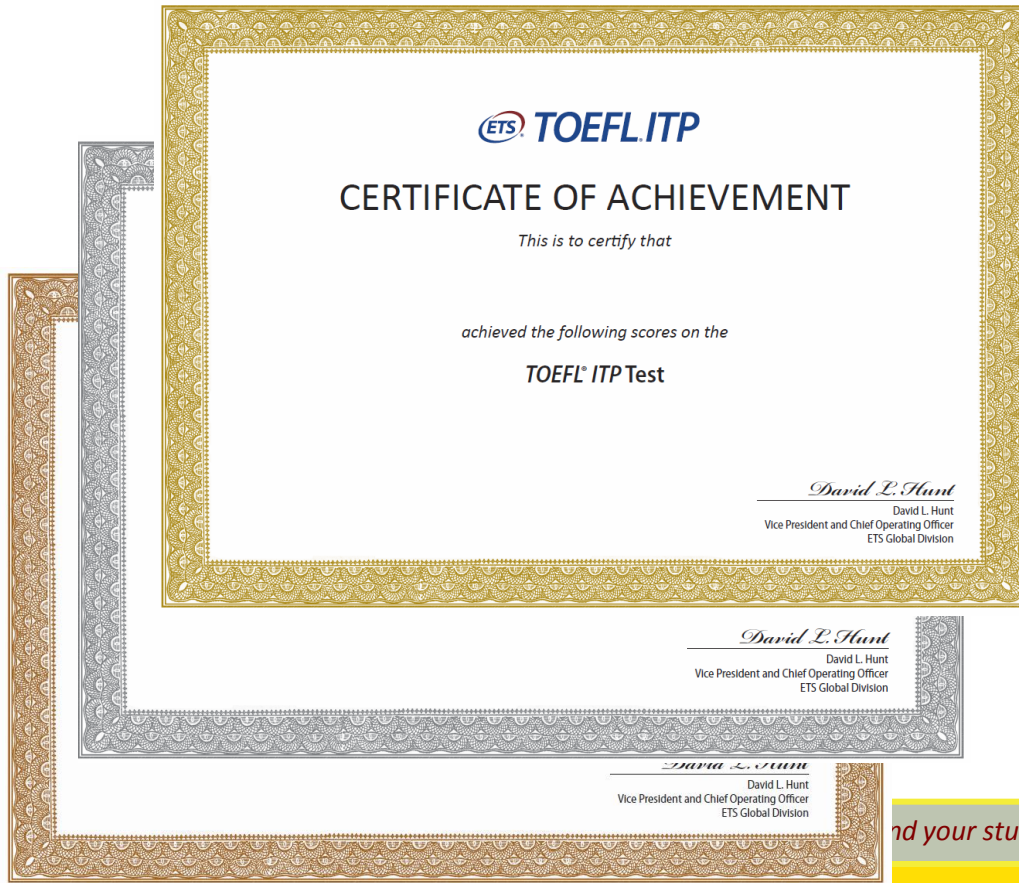 ETS® TOEFL® ITP
CERTIFICATE OF ACHIEVEMENT
This is to certify that
achieved the following scores on the
TOEFL® ITP Test
David L. Hunt
David L. Hunt
Vice President and Chief Operating Officer
ETS Global Division
David L. Hunt
David L. Hunt
Vice President and Chief Operating Officer
ETS Global Division
David L. Hunt
David L. Hunt
Vice President and Chief Operating Officer
ETS Global Division
nd your stu